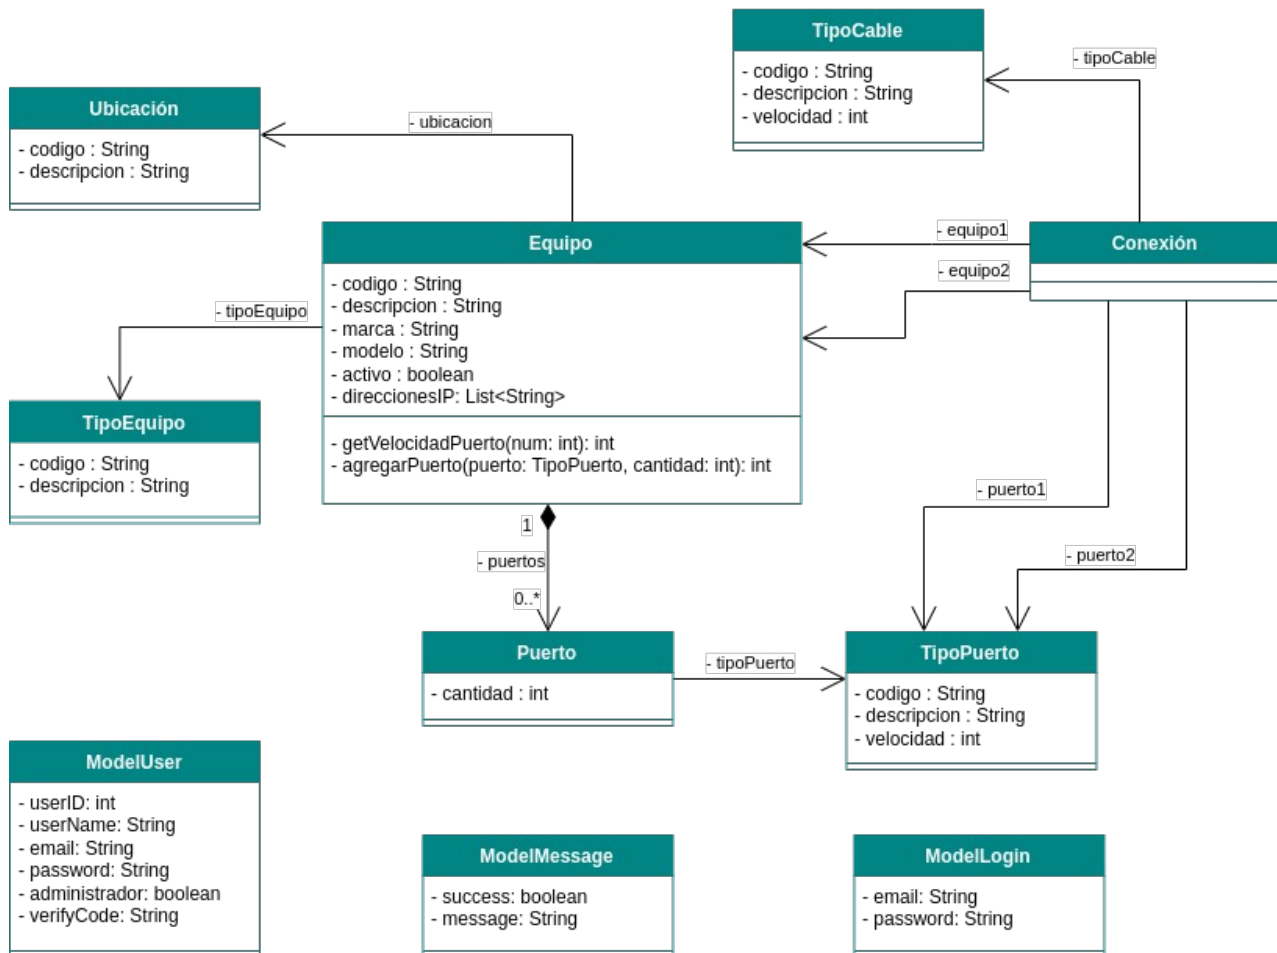 TipoCable
- codigo : String
- descripcion : String
- velocidad : int
- tipoCable
Ubicación
- codigo : String
- descripcion : String
- ubicacion
Equipo
- codigo : String
- descripcion : String
- marca : String
- modelo : String
- activo : boolean
- direccionesIP: List<String>
- getVelocidadPuerto(num: int): int
- agregarPuerto(puerto: TipoPuerto, cantidad: int): int
- equipo1
- equipo2
Conexión
- tipoEquipo
TipoEquipo
- codigo : String
- descripcion : String
1
- puertos
0..*
- puerto1
- puerto2
Puerto
- cantidad : int
- tipoPuerto
TipoPuerto
- codigo : String
- descripcion : String
- velocidad : int
ModelUser
- userID: int
- userName: String
- email: String
- password: String
- administrador: boolean
- verifyCode: String
ModelMessage
- success: boolean
- message: String
ModelLogin
- email: String
- password: String